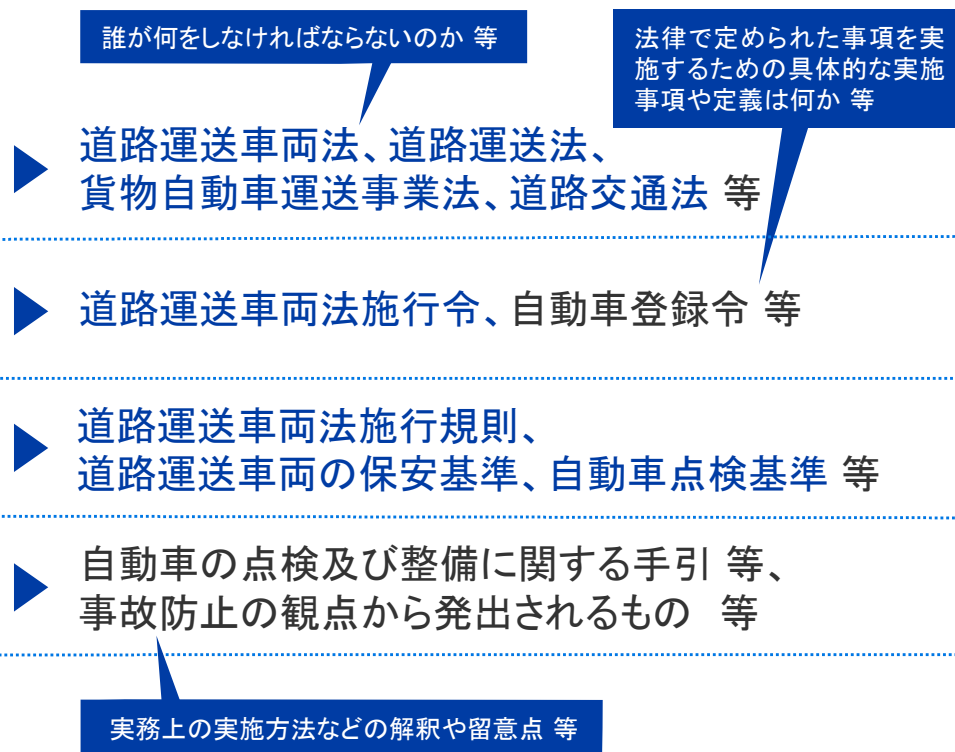 誰が何をしなければならないのか 等
法律で定められた事項を実
施するための具体的な実施
事項や定義は何か 等
道路運送車両法、道路運送法、
貨物自動車運送事業法、道路交通法 等
道路運送車両法施行令、自動車登録令 等
道路運送車両法施行規則、
道路運送車両の保安基準、自動車点検基準 等
自動車の点検及び整備に関する手引 等、
事故防止の観点から発出されるもの 等
実務上の実施方法などの解釈や留意点 等